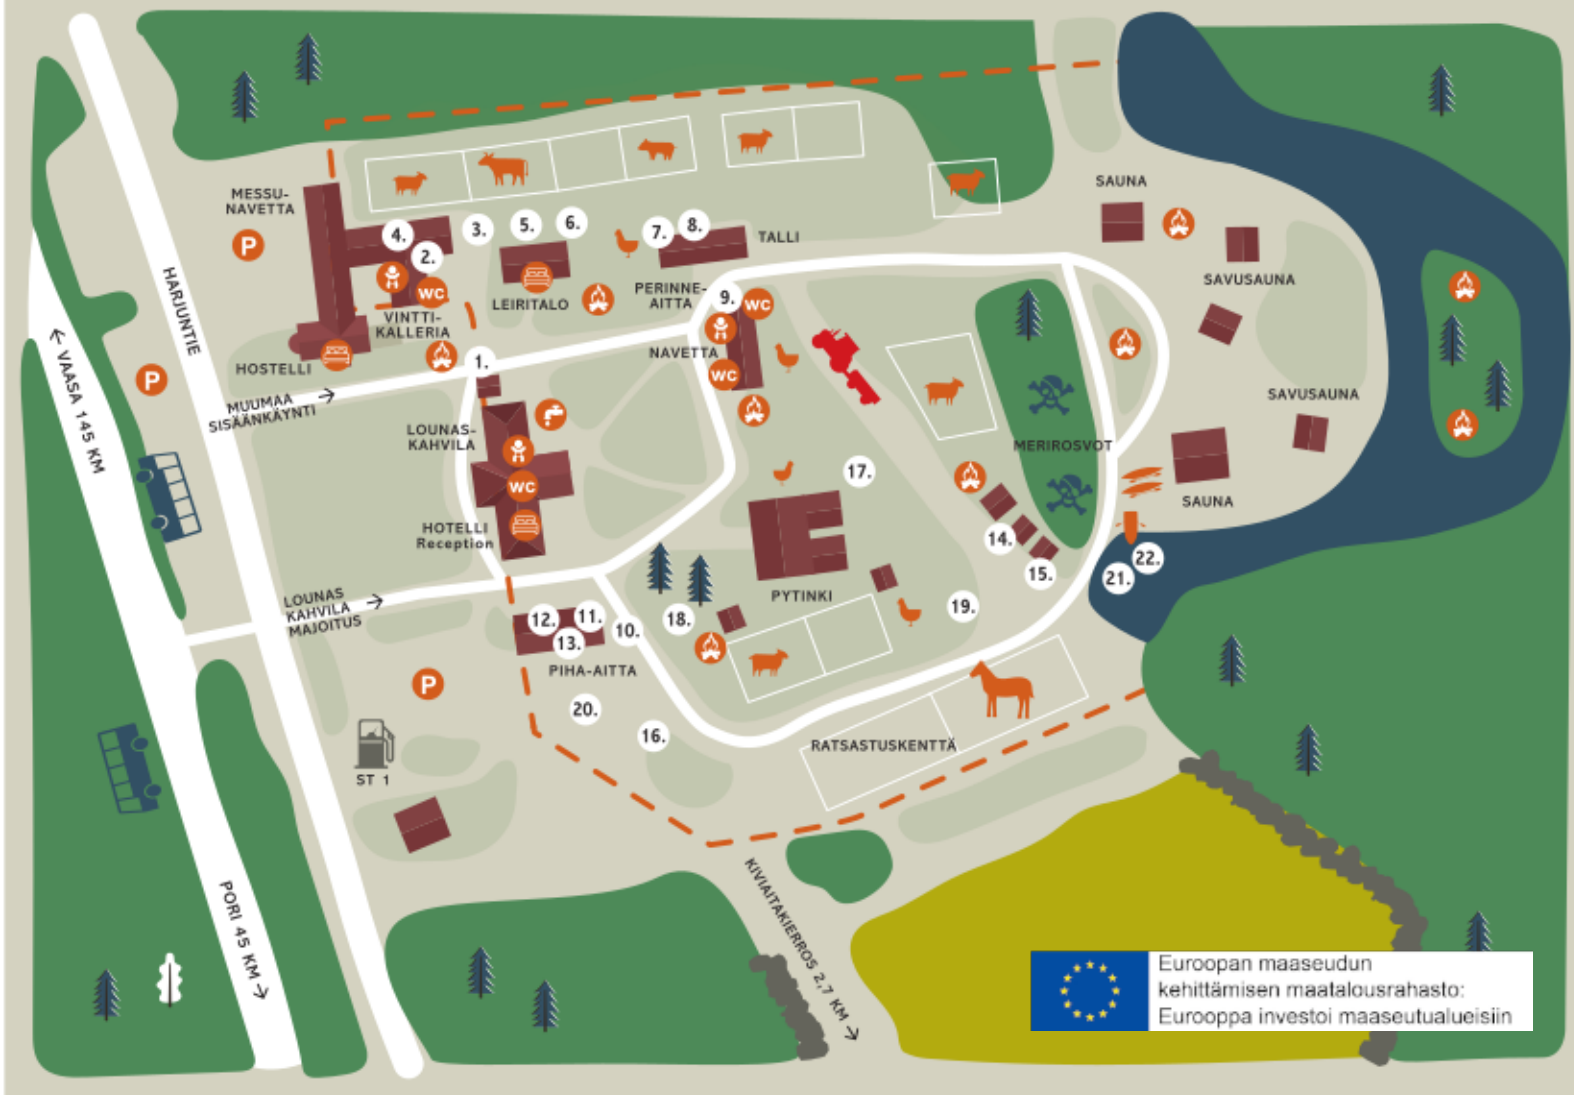 MESSU-
NAVETTA
P
4.
2.
3.
5.
6.
7.
8.
TALLI
SAUNA
SAVUSAUNA
HARJUNTIE
WC
VINTTI-
KALLERIA
LEIRITALO
PERINNE-
AITTA
9.
WC
NAVETTA
WC
HOSTELLI
1.
P
← VAASA 145 KM
MUUMAA →
SISÄÄNKÄYNTI
LOUNAS-
KAHVILA
WC
HOTELLI
Reception
MERIROSVOT
SAVUSAUNA
SAUNA
17.
14.
15.
22.
21.
PYTINKI
19.
LOUNAS →
KAHVILA
MAJOITUS
12.
11.
13.
10.
18.
PIHA-AITTA
P
20.
16.
RATSASTUSKENTTÄ
ST 1
PORI 45 KM →
KIVIAITAKIERROS 2,7 KM →
Euroopan maaseudun
kehittämisen maatalousrahasto:
Eurooppa investoi maaseutualueisiin